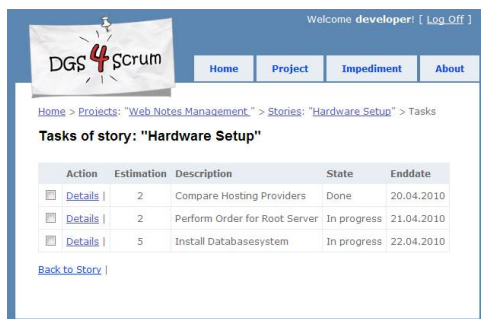 Welcome developer! [ Log Off ]
DGS 4 Scrum
Home Project Impediment About
Home > Projects: "Web Notes Management " > Stories: "Hardware Setup" > Tasks
Tasks of story: "Hardware Setup"
Action Estimation Description State Enddate
Details | 2 Compare Hosting Providers Done 20.04.2010
Details | 2 Perform Order for Root Server In progress 21.04.2010
Details | 5 Install Databasesystem In progress 22.04.2010
Back to Story |